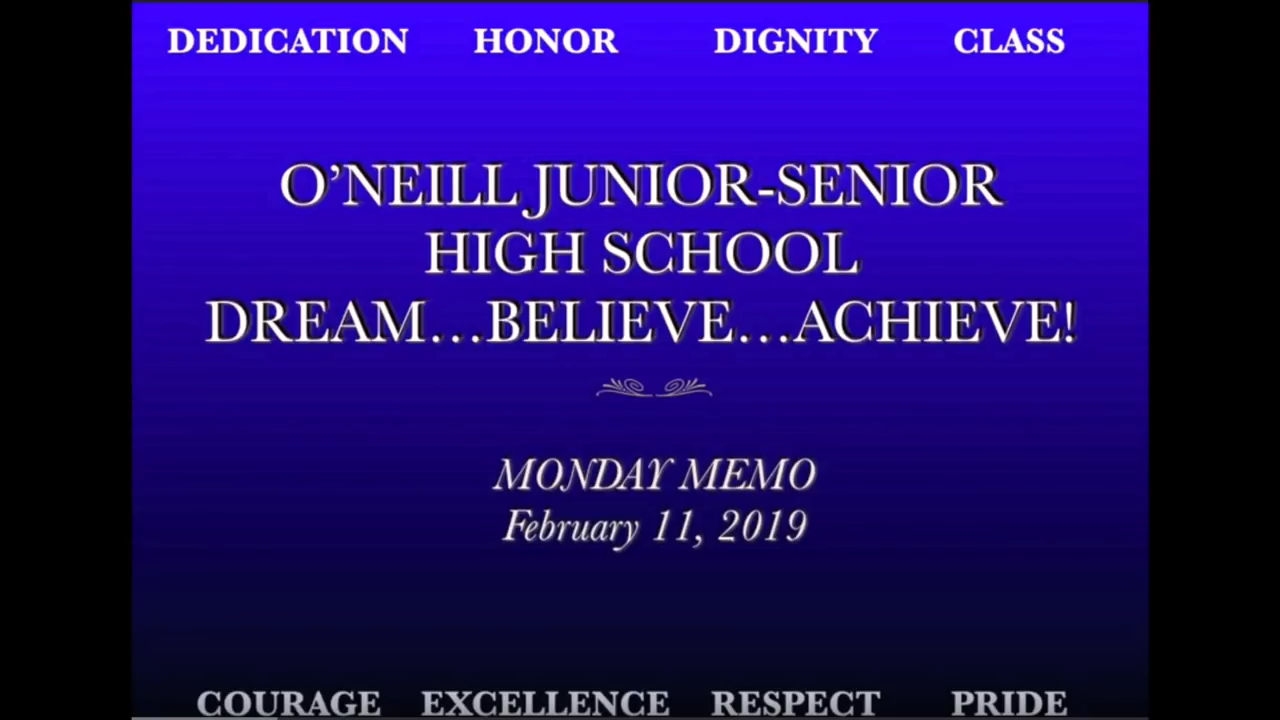 DEDICATION HONOR DIGNITY CLASS
O’NEILL JUNIOR-SENIOR
HIGH SCHOOL
DREAM…BELIEVE…ACHIEVE!
MONDAY MEMO
February 11, 2019
COURAGE EXCELLENCE RESPECT PRIDE